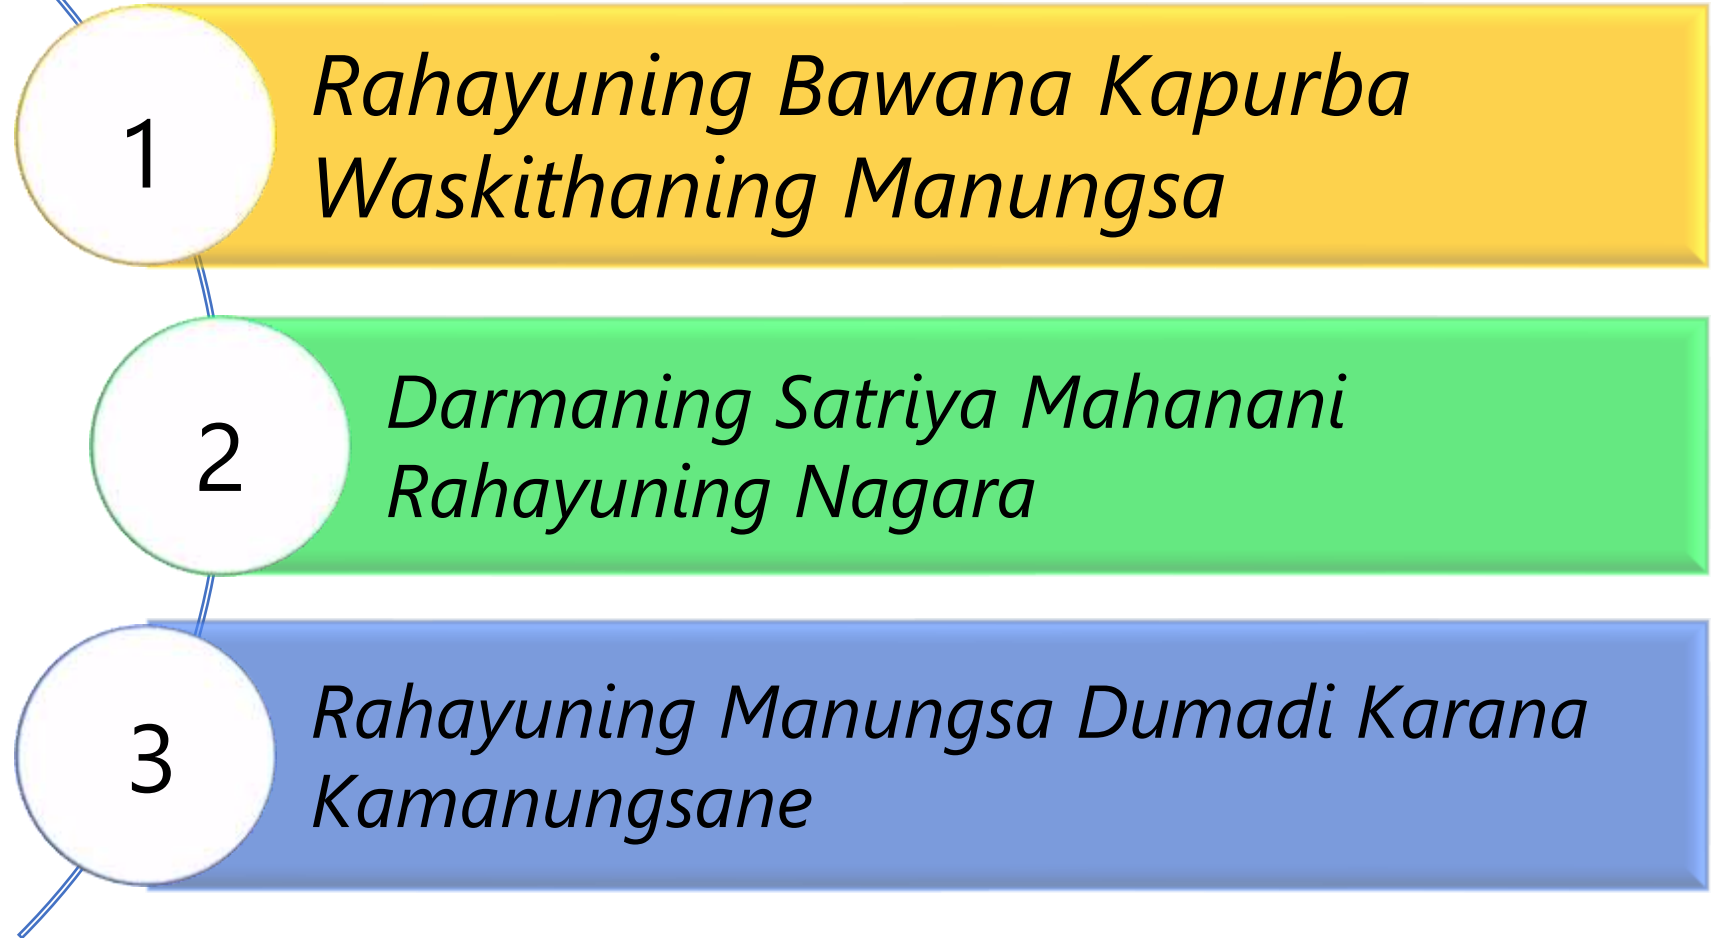 1
Rahayuning Bawana Kapurba
Waskithaning Manungsa
2
Darmaning Satriya Mahanani
Rahayuning Nagara
3
Rahayuning Manungsa Dumadi Karana
Kamanungsane